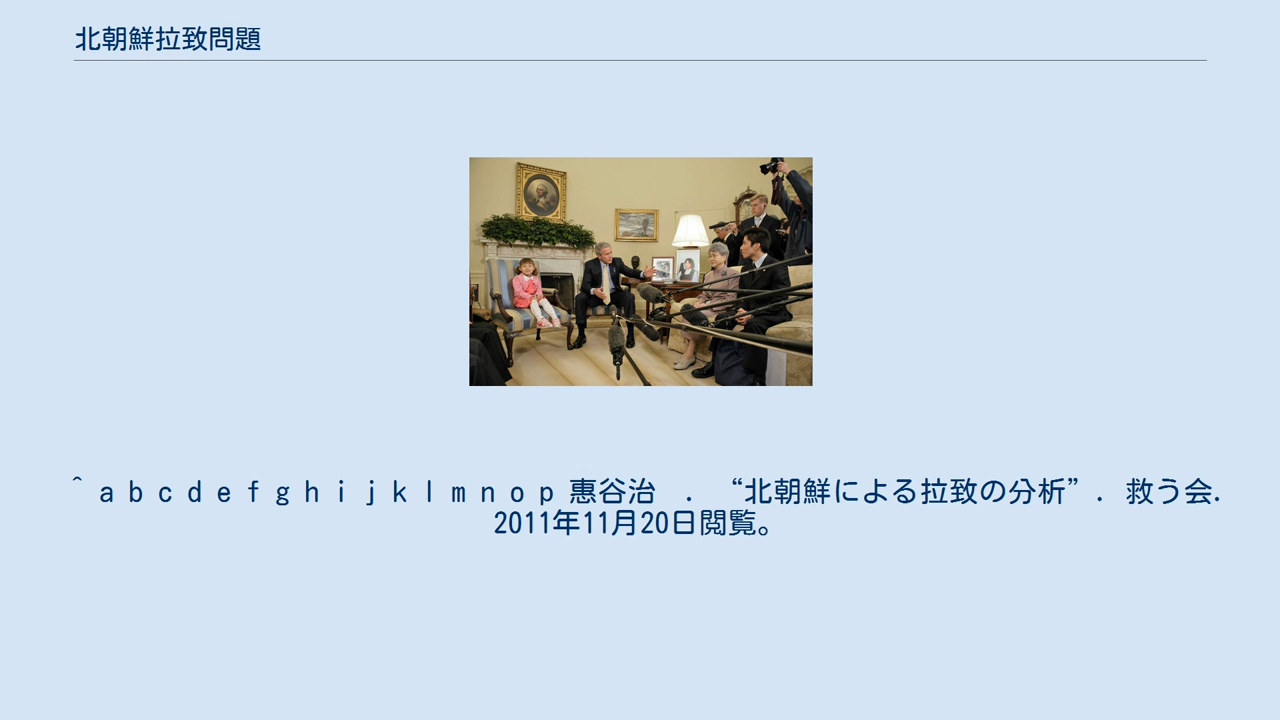 北朝鮮拉致問題
^ a b c d e f g h i j k l m n o p 惠谷治　. “北朝鮮による拉致の分析”. 救う会.
2011年11月20日閲覧。